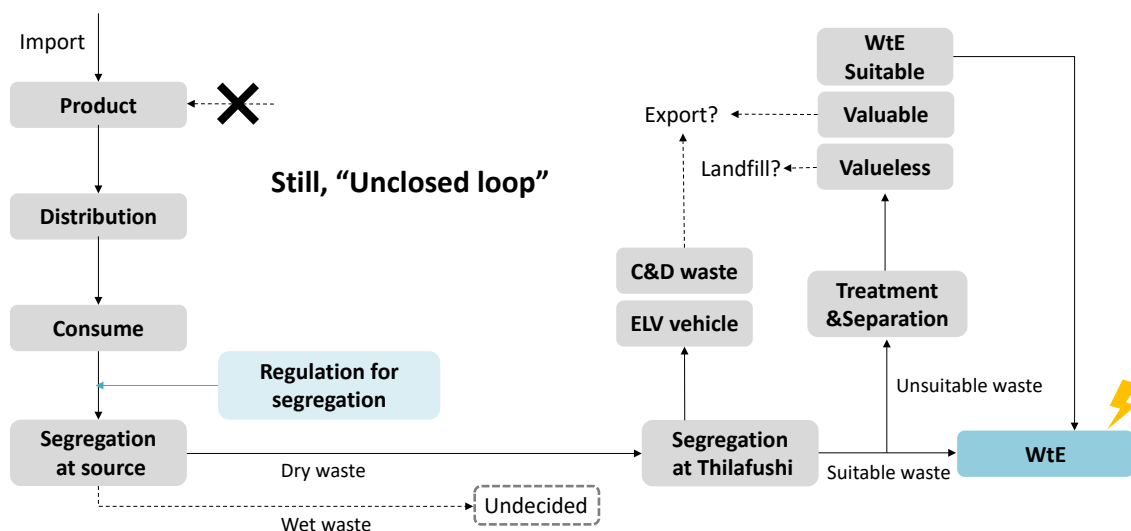 Import
WtE
Suitable
Product
Export?
Valuable
Landfill?
Valueless
Still, “Unclosed loop”
Distribution
C&D waste
Treatment
&Separation
Consume
ELV vehicle
Regulation for
segregation
Unsuitable waste
Segregation
at source
Segregation
at Thilafushi
WtE
Dry waste
Suitable waste
Undecided
Wet waste